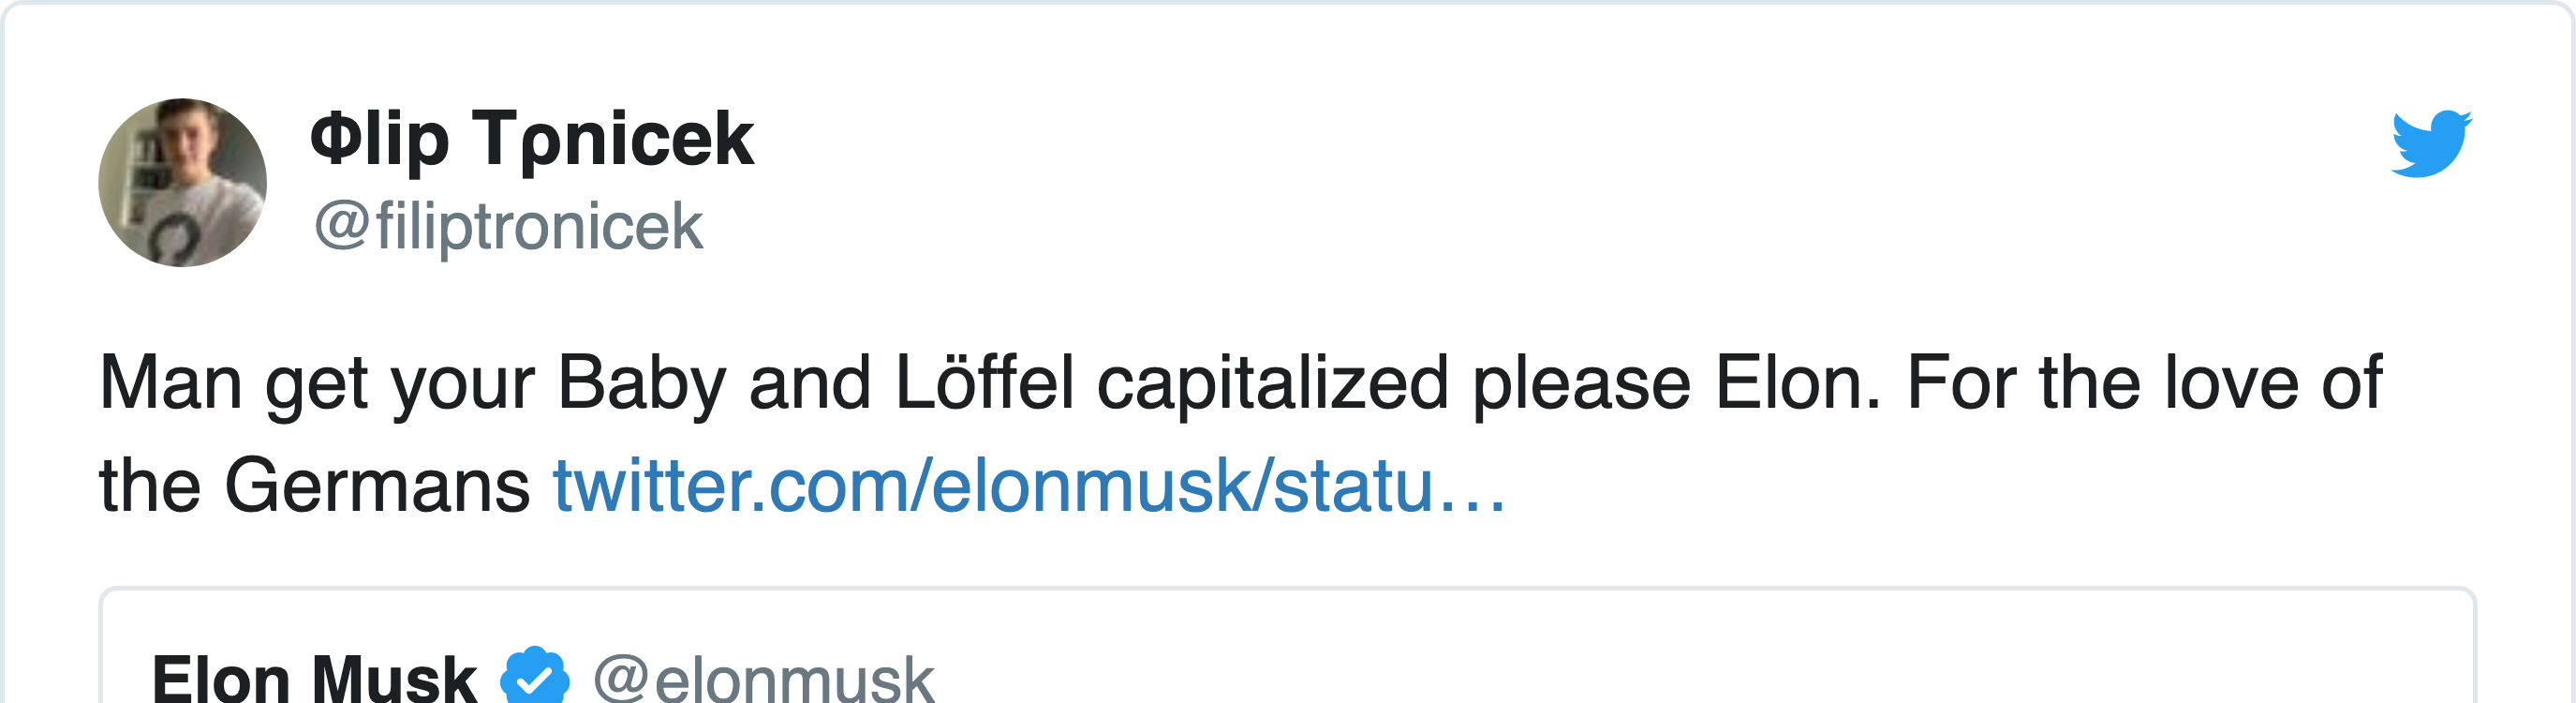 Φlip Tρnicek
@filiptronicek
Man get your Baby and Löffel capitalized please Elon. For the love of
the Germans twitter.com/elonmusk/statu…
Elon Musk @elonmusk